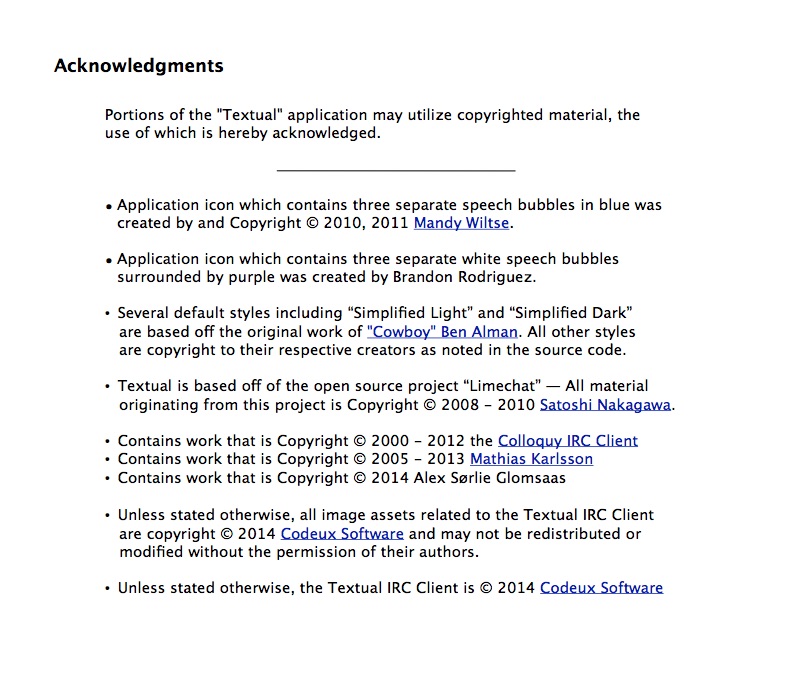 Acknowledgments
Portions of the "Textual" application may utilize copyrighted material, the
use of which is hereby acknowledged.
• Application icon which contains three separate speech bubbles in blue was
created by and Copyright © 2010, 2011 Mandy Wiltse.
• Application icon which contains three separate white speech bubbles
surrounded by purple was created by Brandon Rodriguez.
• Several default styles including “Simplified Light” and “Simplified Dark”
are based off the original work of "Cowboy" Ben Alman. All other styles
are copyright to their respective creators as noted in the source code.
• Textual is based off of the open source project “Limechat” — All material
originating from this project is Copyright © 2008 – 2010 Satoshi Nakagawa.
• Contains work that is Copyright © 2000 – 2012 the Colloquy IRC Client
• Contains work that is Copyright © 2005 – 2013 Mathias Karlsson
• Contains work that is Copyright © 2014 Alex Sørlie Glomsaas
• Unless stated otherwise, all image assets related to the Textual IRC Client
are copyright © 2014 Codeux Software and may not be redistributed or
modified without the permission of their authors.
• Unless stated otherwise, the Textual IRC Client is © 2014 Codeux Software